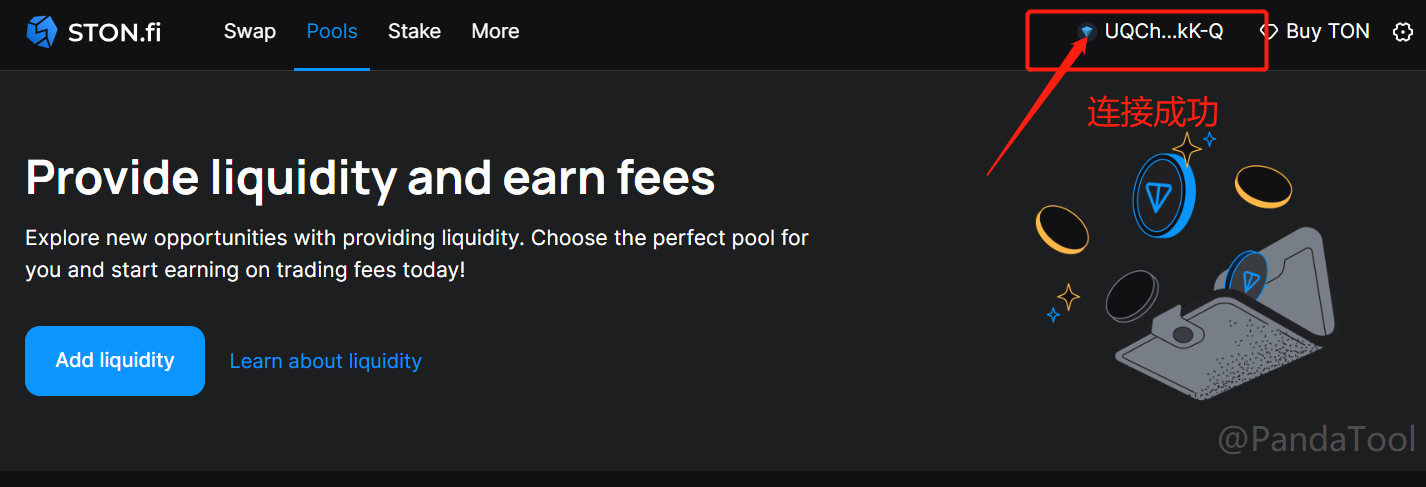 STON.fi Swap Pools Stake More UQCh...kK-Q Buy TON
连接成功
Provide liquidity and earn fees
Explore new opportunities with providing liquidity. Choose the perfect pool for
you and start earning on trading fees today!
Add liquidity Learn about liquidity
@PandaTool